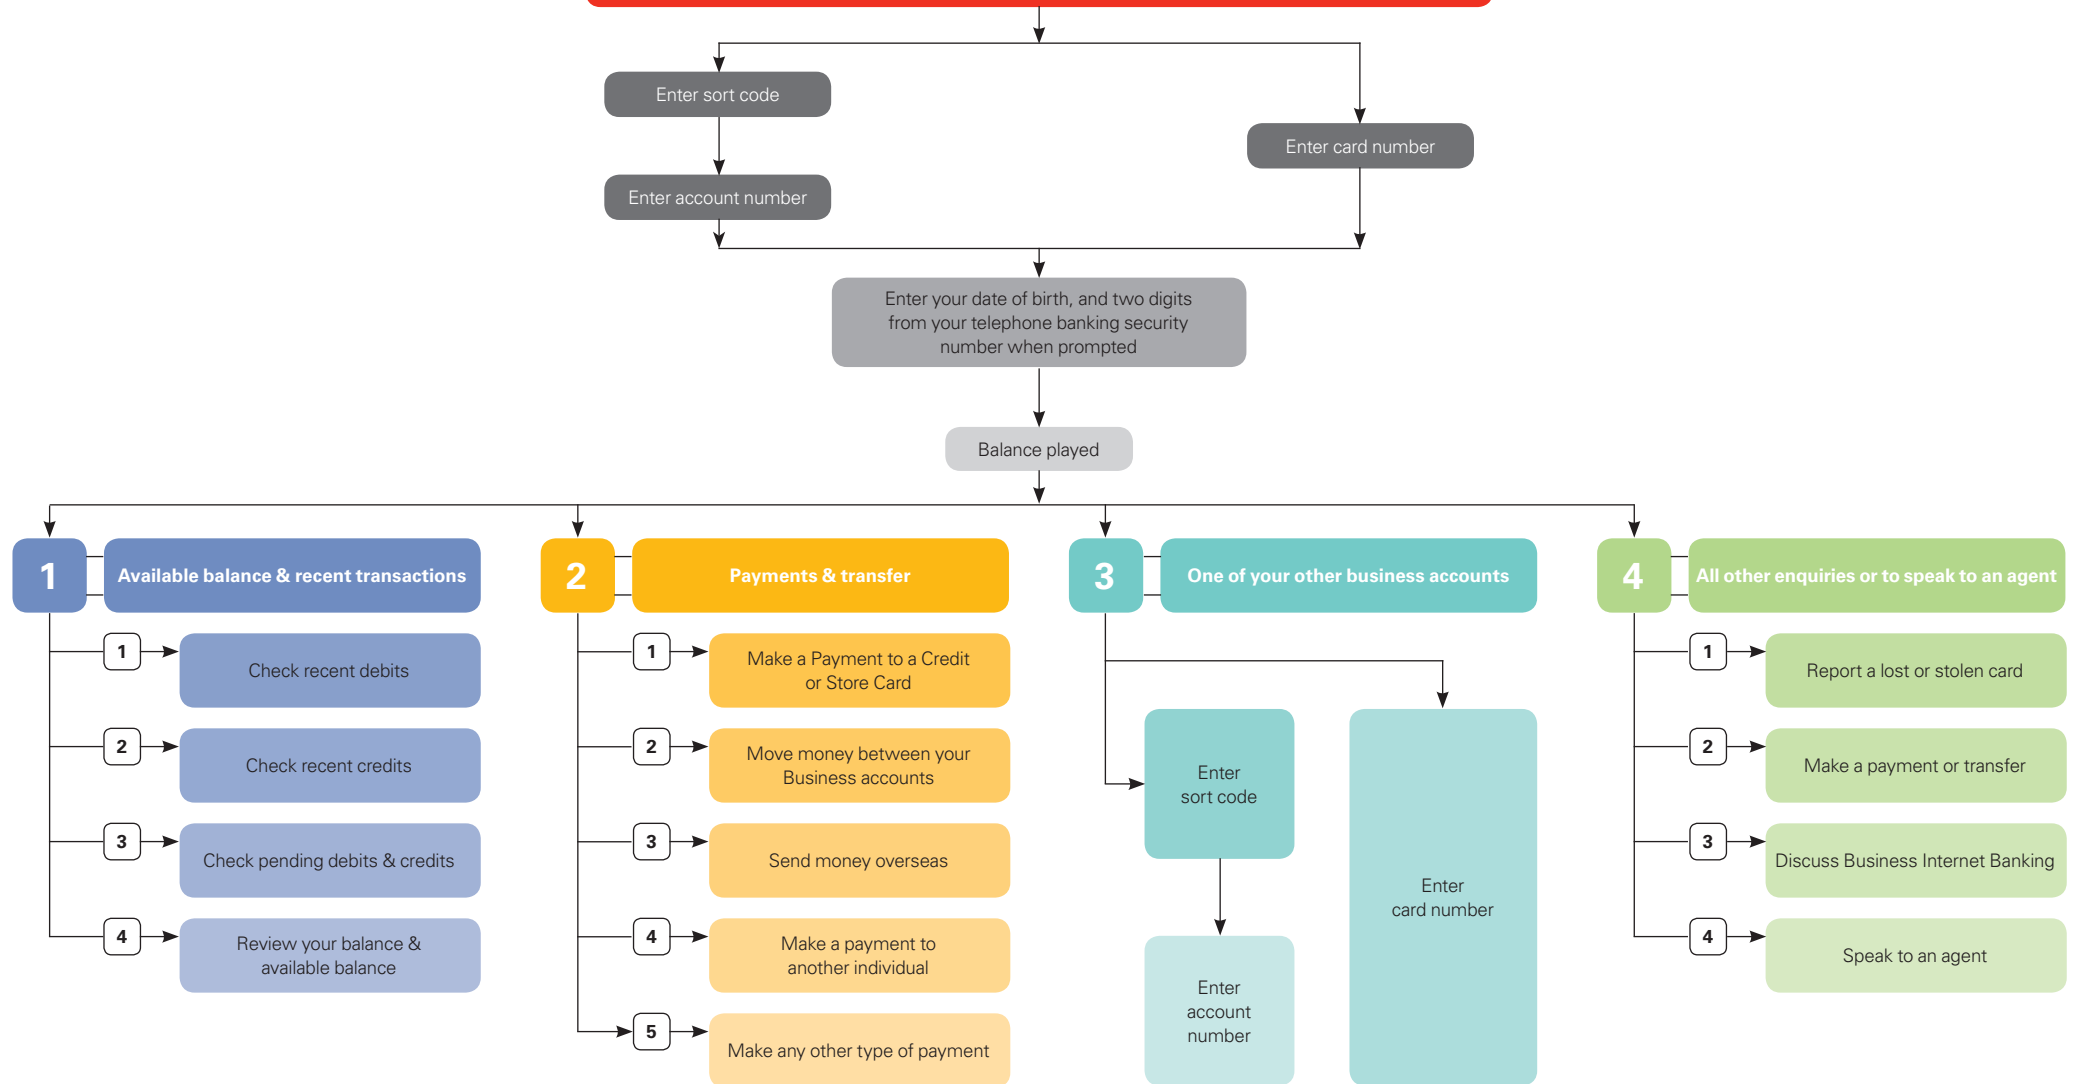 Enter sort code
Enter card number
Enter account number
Enter your date of birth, and two digits
from your telephone banking security
number when prompted
Balance played
1
Available balance & recent transactions
1
Check recent debits
2
Check recent credits
3
Check pending debits & credits
4
Review your balance &
available balance
2
Payments & transfer
1
Make a Payment to a Credit
or Store Card
2
Move money between your
Business accounts
3
Send money overseas
4
Make a payment to
another individual
5
Make any other type of payment
3
One of your other business accounts
Enter
sort code
Enter
account
number
Enter
card number
4
All other enquiries or to speak to an agent
1
Report a lost or stolen card
2
Make a payment or transfer
3
Discuss Business Internet Banking
4
Speak to an agent